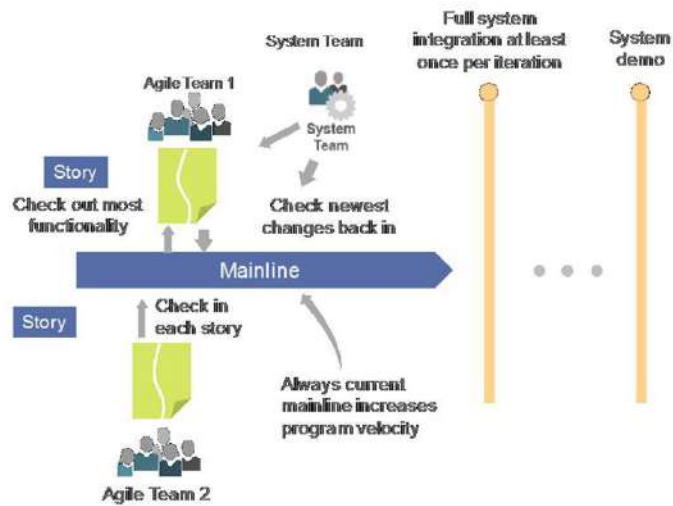 System Team
Full system
integration at least
once per iteration
System
demo
Agile Team 1
System
Team
Story
Check out most
functionality
Check newest
changes back in
Mainline
Story
Check in
each story
Always current
mainline increases
program velocity
Agile Team 2